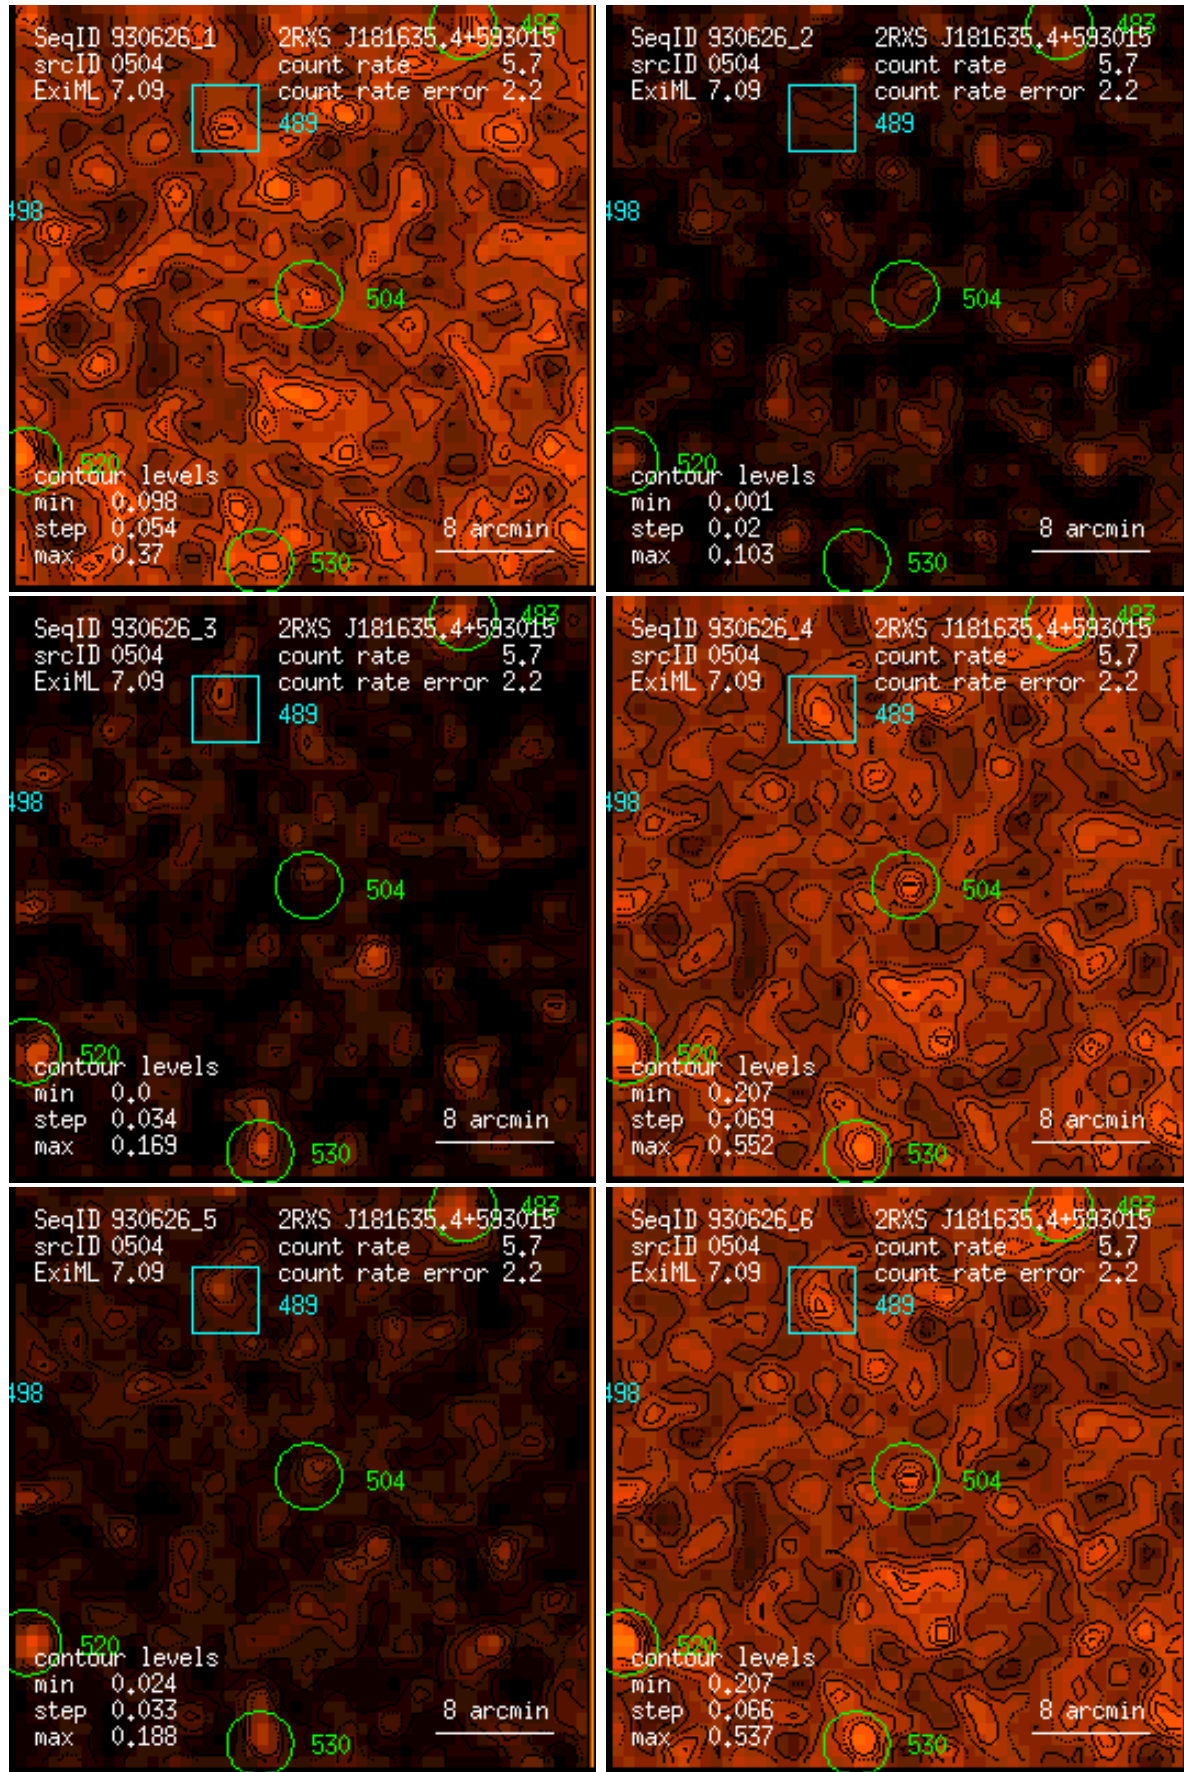 483
SeqID 930626_1 2RXS J181635.4+593015
srcID 0504 count rate 5.7
ExiML 7.09 count rate error 2.2
489
498
504
520
contour levels
min 0.098
step 0.054 8 arcmin
max 0.37
530
483
SeqID 930626_2 2RXS J181635.4+593015
srcID 0504 count rate 5.7
ExiML 7.09 count rate error 2.2
489
498
504
520
contour levels
min 0.001
step 0.02 8 arcmin
max 0.103
530
483
SeqID 930626_3 2RXS J181635.4+593015
srcID 0504 count rate 5.7
ExiML 7.09 count rate error 2.2
489
498
504
520
contour levels
min 0.0
step 0.034 8 arcmin
max 0.169
530
483
SeqID 930626_4 2RXS J181635.4+593015
srcID 0504 count rate 5.7
ExiML 7.09 count rate error 2.2
489
498
504
520
contour levels
min 0.207
step 0.069 8 arcmin
max 0.552
530
483
SeqID 930626_5 2RXS J181635.4+593015
srcID 0504 count rate 5.7
ExiML 7.09 count rate error 2.2
489
498
504
520
contour levels
min 0.024
step 0.033 8 arcmin
max 0.188
530
483
SeqID 930626_6 2RXS J181635.4+593015
srcID 0504 count rate 5.7
ExiML 7.09 count rate error 2.2
489
498
504
520
contour levels
min 0.207
step 0.066 8 arcmin
max 0.537
530